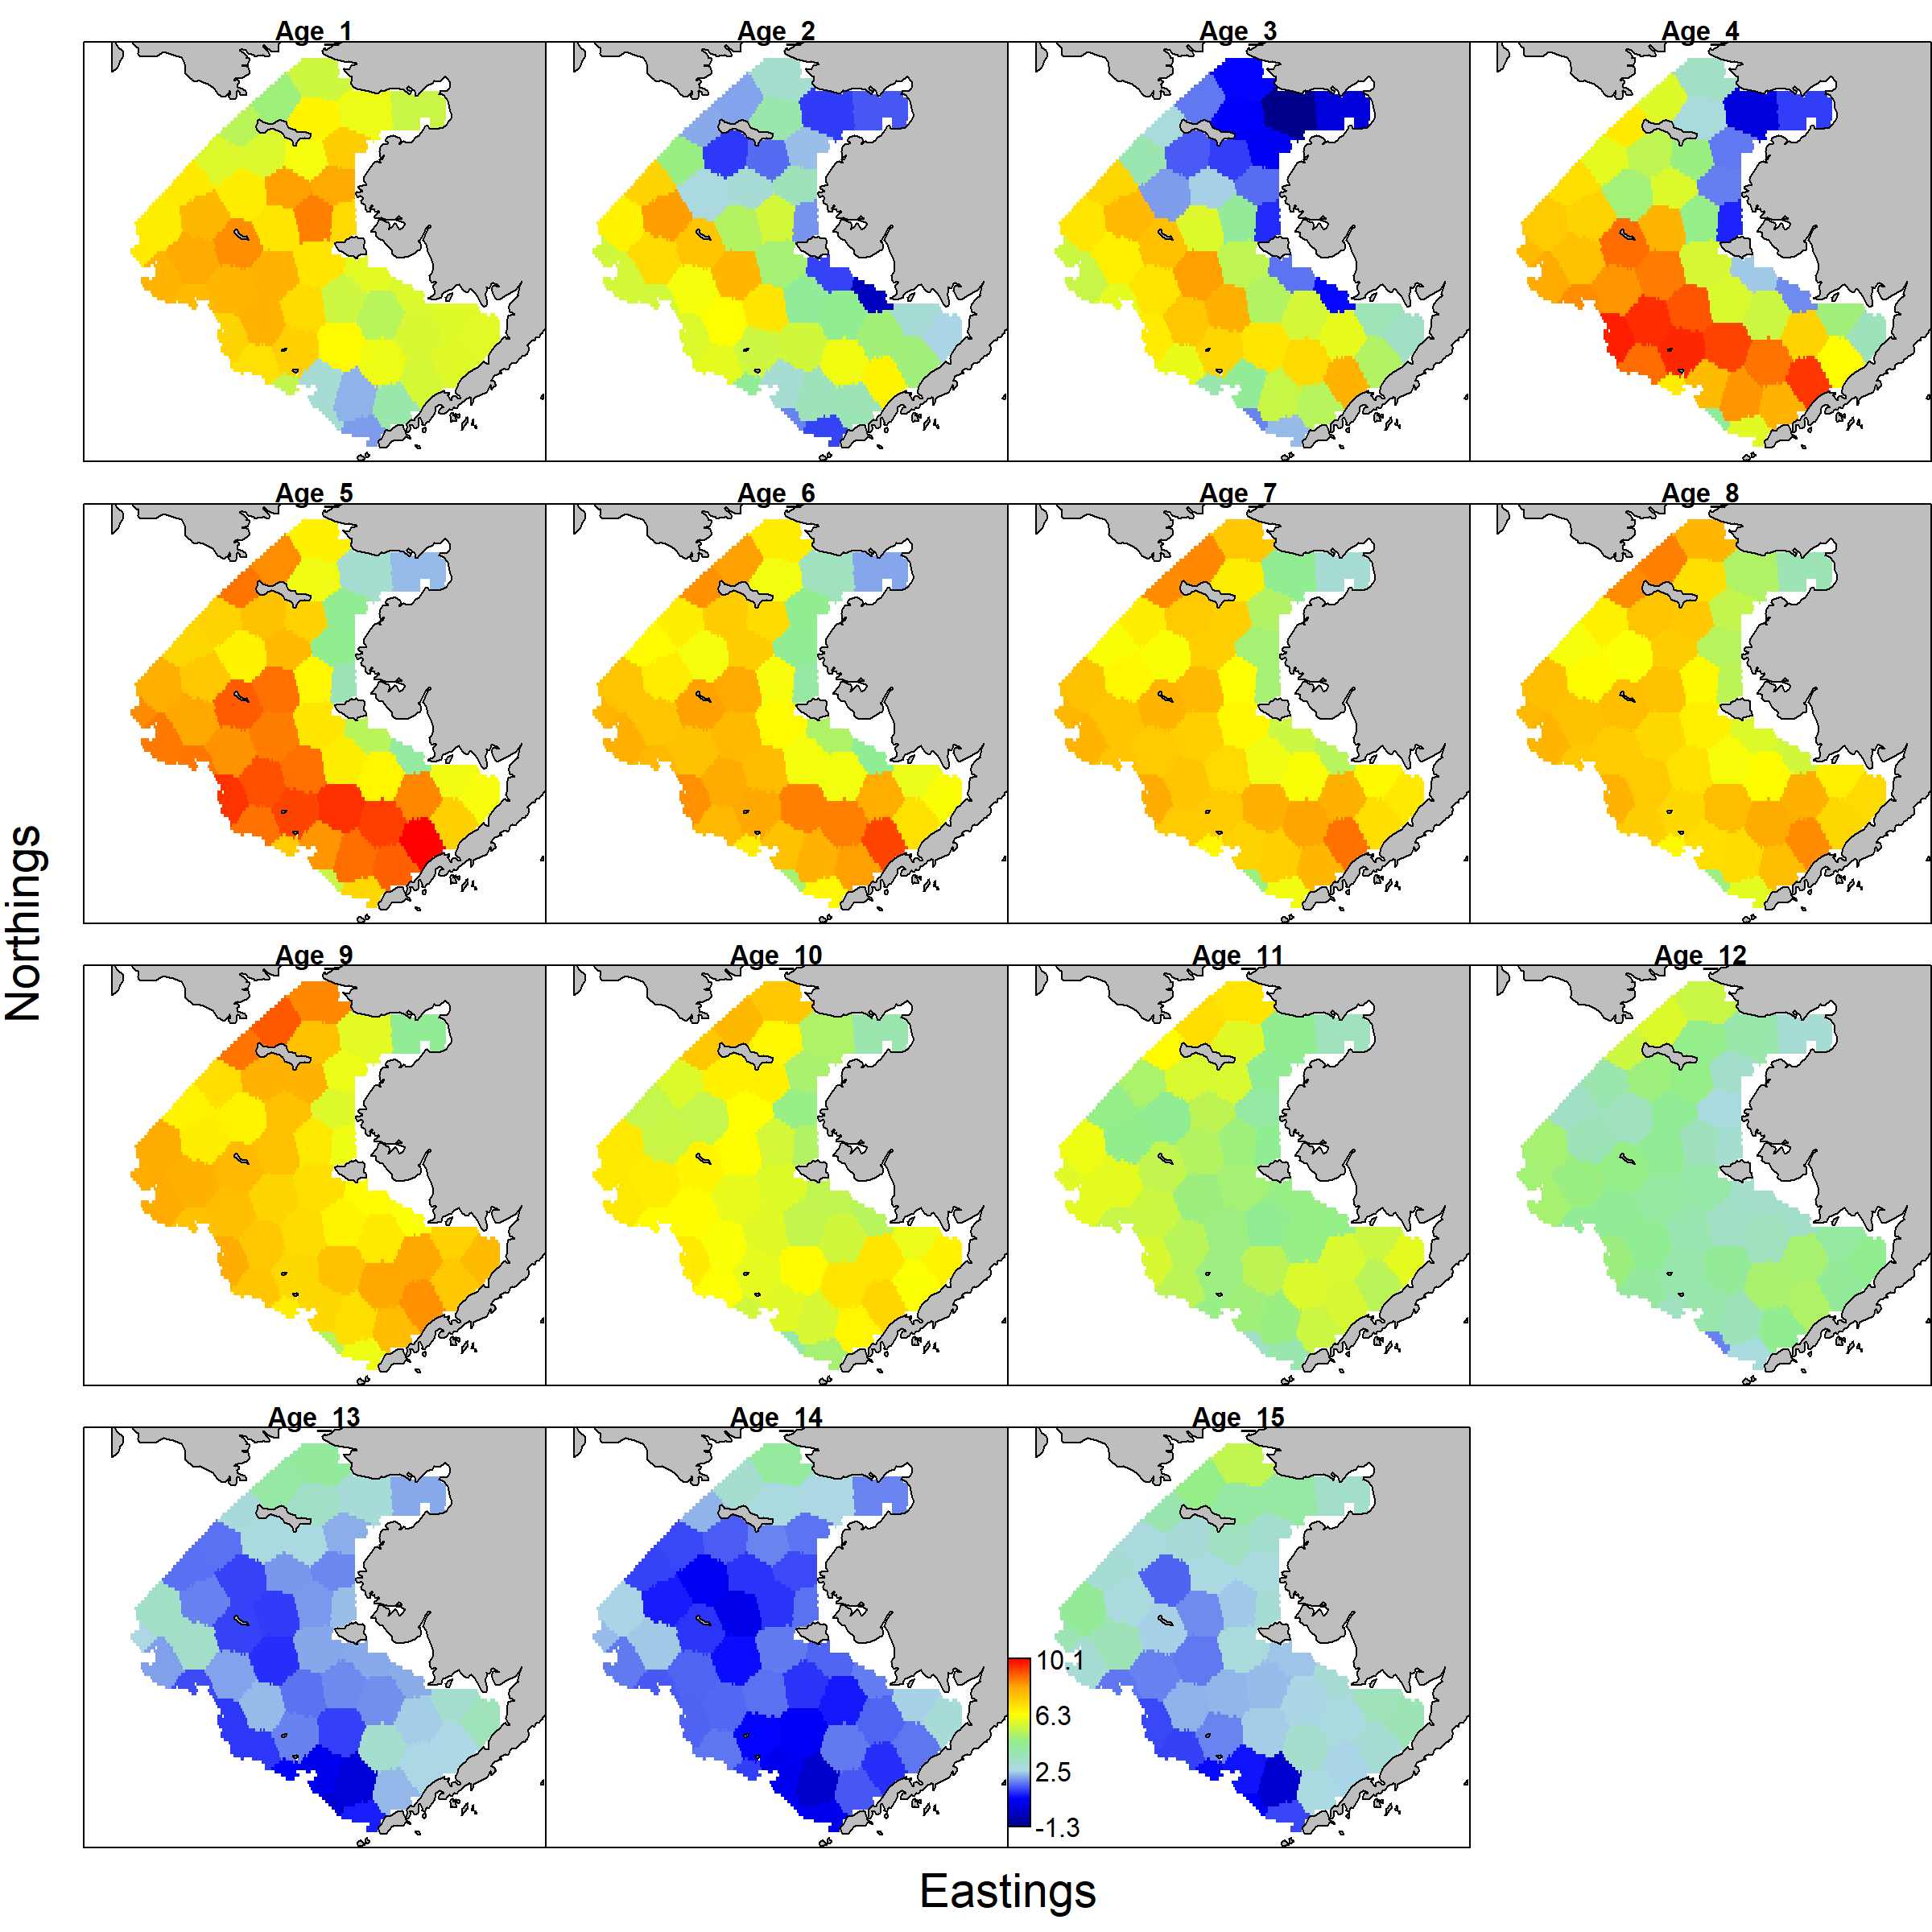 Age_1 Age_2 Age_3 Age_4
Age_5 Age_6 Age_7 Age_8
Age_9 Age_10 Age_11 Age_12
Age_13 Age_14 Age_15
10.1
6.3
2.5
-1.3
Northings
Eastings